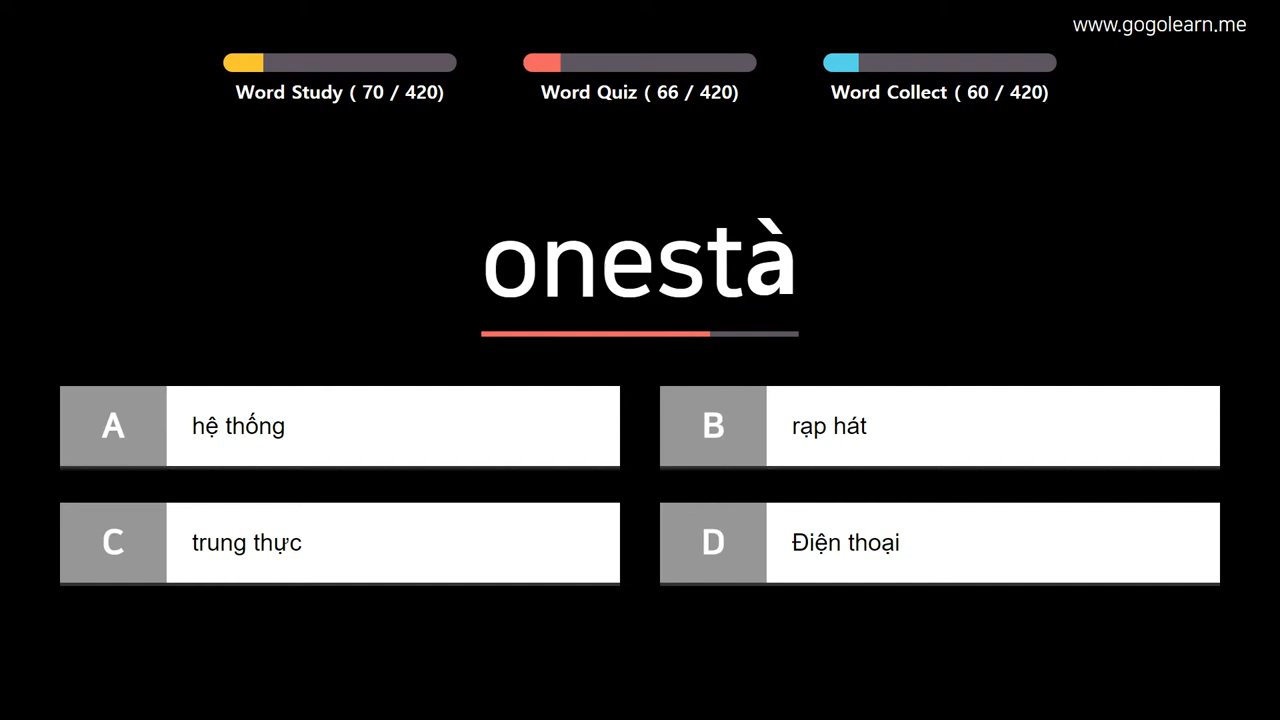 www.gogolearn.me
Word Study ( 70 / 420)
Word Quiz ( 66 / 420)
Word Collect ( 60 / 420)
onestà
A hệ thống
B rạp hát
C trung thực
D Điện thoại